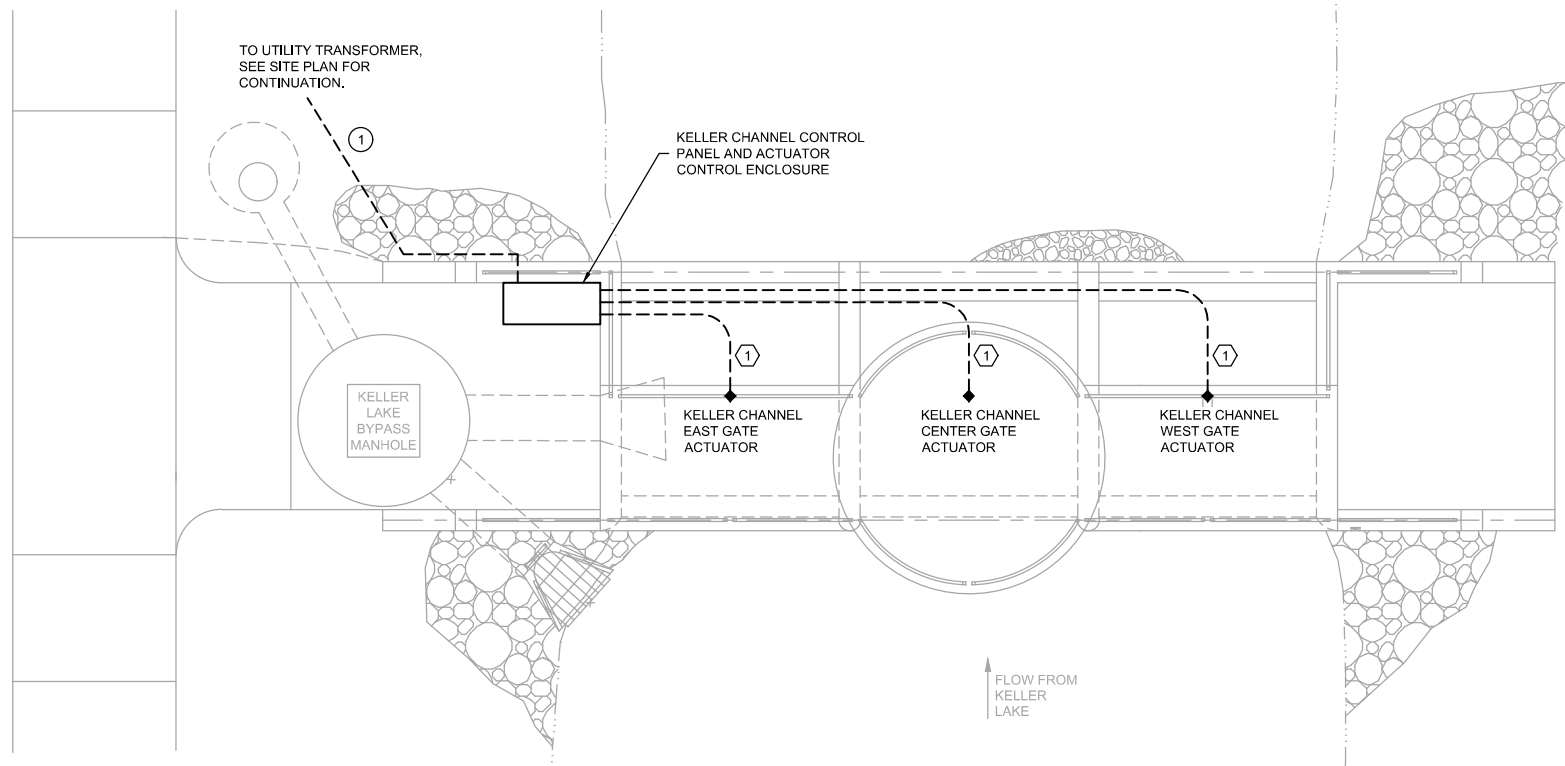 TO UTILITY TRANSFORMER,
SEE SITE PLAN FOR
CONTINUATION.
1
KELLER CHANNEL CONTROL
PANEL AND ACTUATOR
CONTROL ENCLOSURE
1
1
1
KELLER
LAKE
BYPASS
MANHOLE
KELLER CHANNEL
EAST GATE
ACTUATOR
KELLER CHANNEL
CENTER GATE
ACTUATOR
KELLER CHANNEL
WEST GATE
ACTUATOR
FLOW FROM
KELLER
LAKE